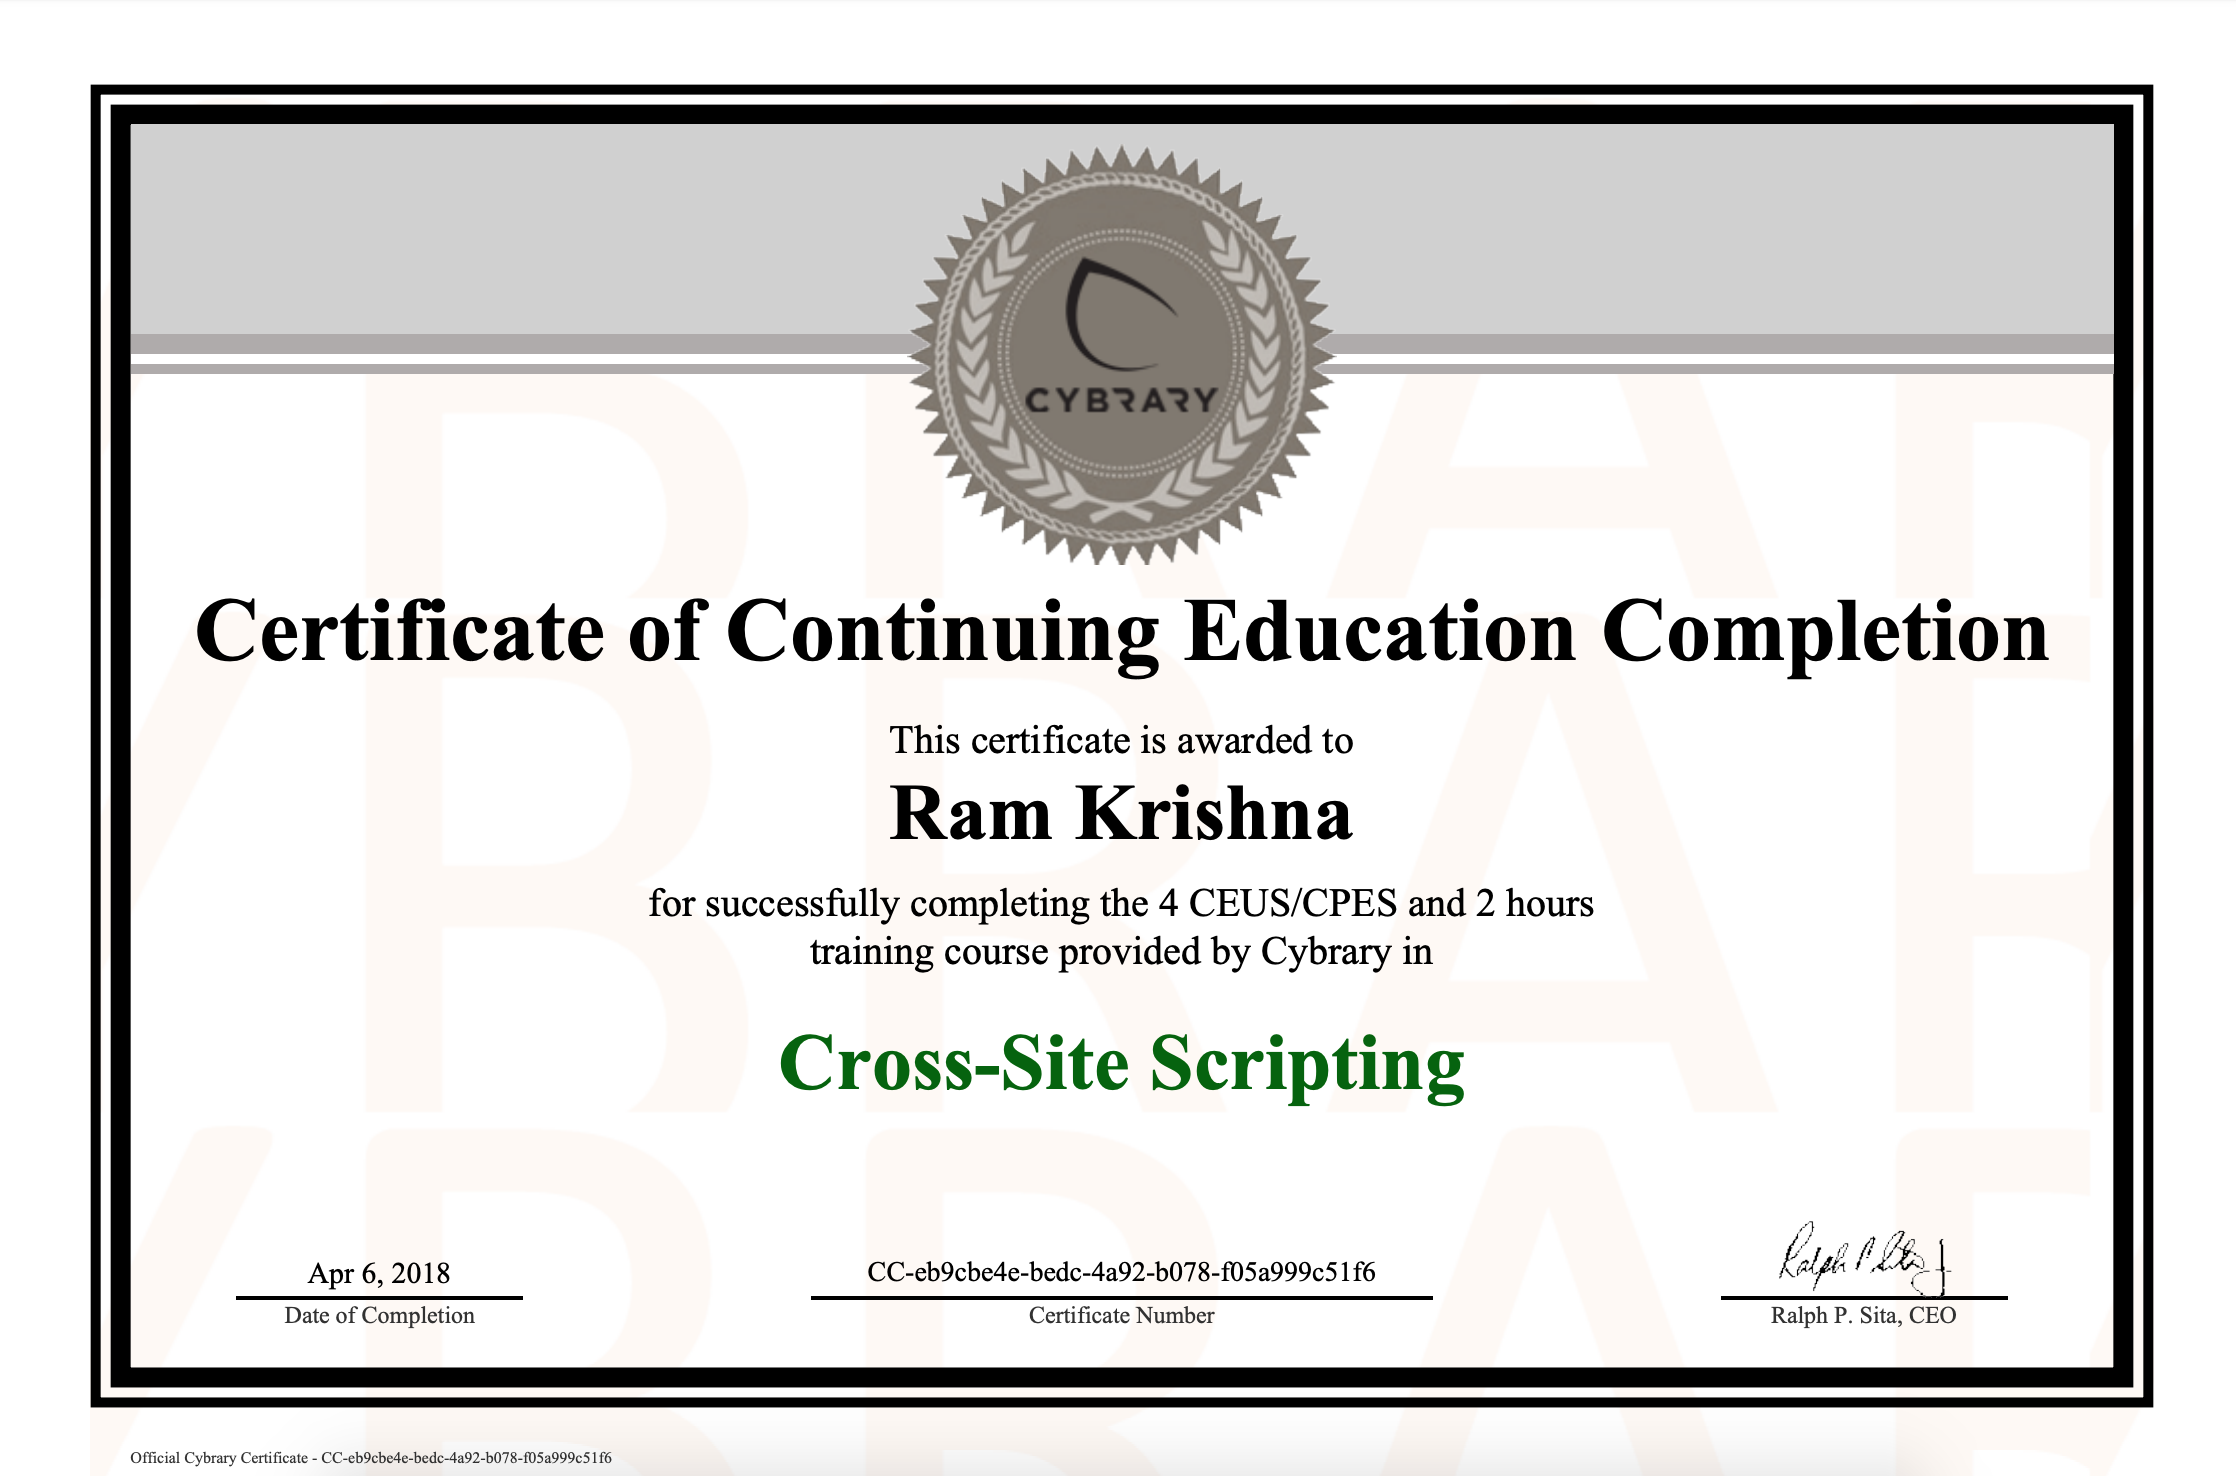 CYBRARY
Certificate of Continuing Education Completion
This certificate is awarded to
Ram Krishna
for successfully completing the 4 CEUS/CPES and 2 hours
training course provided by Cybrary in
Cross-Site Scripting
Apr 6, 2018
Date of Completion
CC-eb9cbe4e-bedc-4a92-b078-f05a999c51f6
Certificate Number
Ralph P. Sita, CEO
Official Cybrary Certificate - CC-eb9cbe4e-bedc-4a92-b078-f05a999c51f6